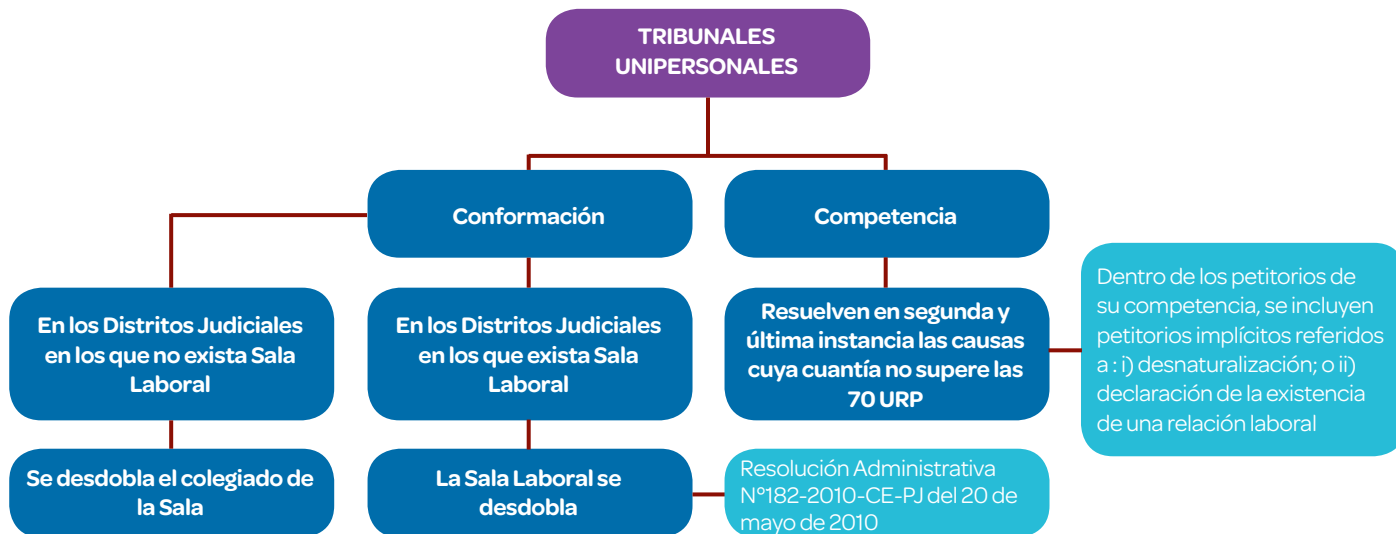 TRIBUNALES
UNIPERSONALES
Conformación
Competencia
En los Distritos Judiciales
en los que no exista Sala
Laboral
En los Distritos Judiciales
en los que exista Sala
Laboral
Resuelven en segunda y
última instancia las causas
cuya cuantía no supere las
70 URP
Dentro de los petitorios de
su competencia, se incluyen
petitorios implícitos referidos
a : i) desnaturalización; o ii)
declaración de la existencia
de una relación laboral
Se desdobla el colegiado de
la Sala
La Sala Laboral se
desdobla
Resolución Administrativa
N°182-2010-CE-PJ del 20 de
mayo de 2010